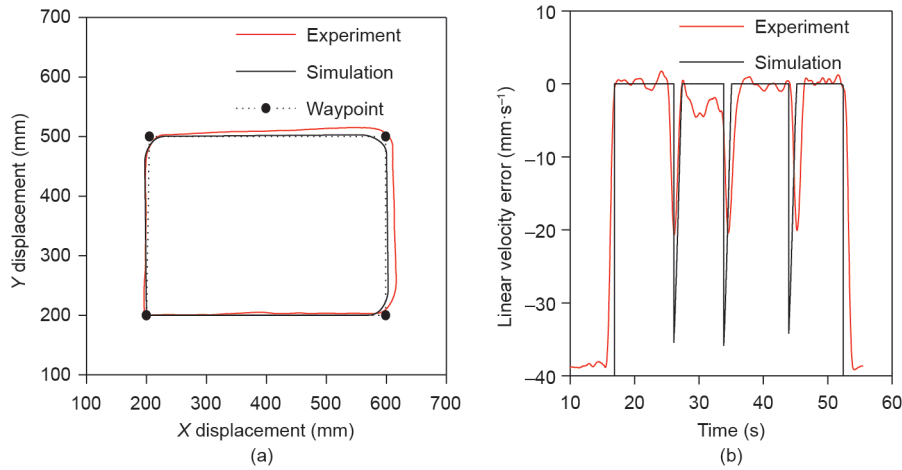 (a)
700
600
500
400
300
200
100
Y displacement (mm)
Experiment
Simulation
Waypoint
100
200
300
400
500
600
700
X displacement (mm)
(a)
(b)
10
0
–10
–20
–30
–40
Linear velocity error (mm·s⁻¹)
Experiment
Simulation
10
20
30
40
50
60
Time (s)
(b)